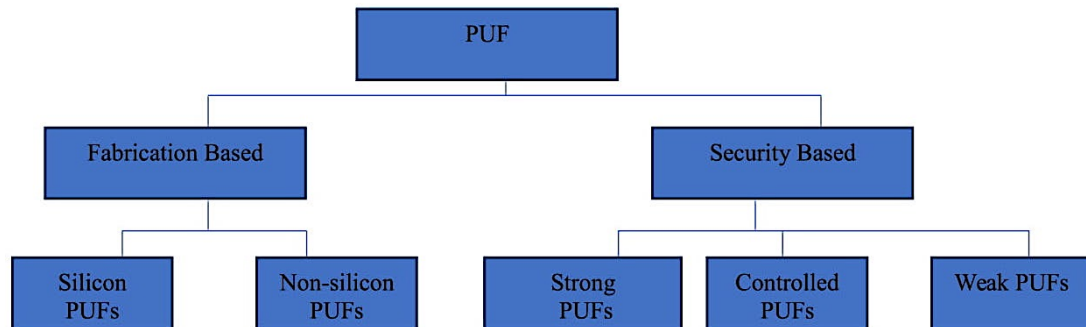 PUF
Fabrication Based
Security Based
Silicon
PUFs
Non-silicon
PUFs
Strong
PUFs
Controlled
PUFs
Weak PUFs